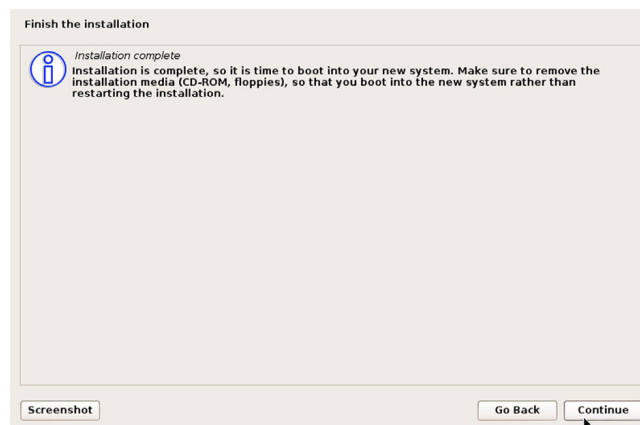 Finish the installation
Installation complete
Installation is complete, so it is time to boot into your new system. Make sure to remove the
installation media (CD-ROM, floppies), so that you boot into the new system rather than
restarting the installation.
Screenshot
Go Back
Continue